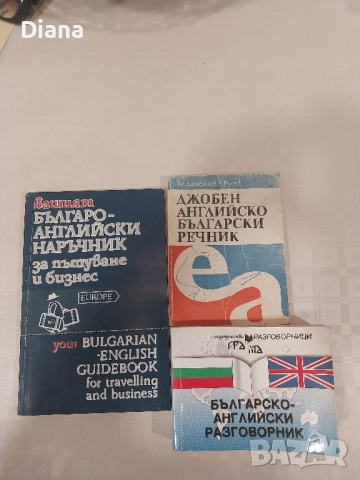 Diana
вашият
БЪЛГАРО-
АНГЛИЙСКИ
НАРЪЧНИК
за пътуване
и бизнес
EUROPE
your BULGARIAN
-ENGLISH
GUIDEBOOK
for travelling
and business
ДЖОБЕН
АНГЛИЙСКО
БЪЛГАРСКИ
РЕЧНИК
ea
РАЗГОВОРНИЦИ
БЪЛГАРСКО-
АНГЛИЙСКИ
РАЗГОВОРНИК
bazar